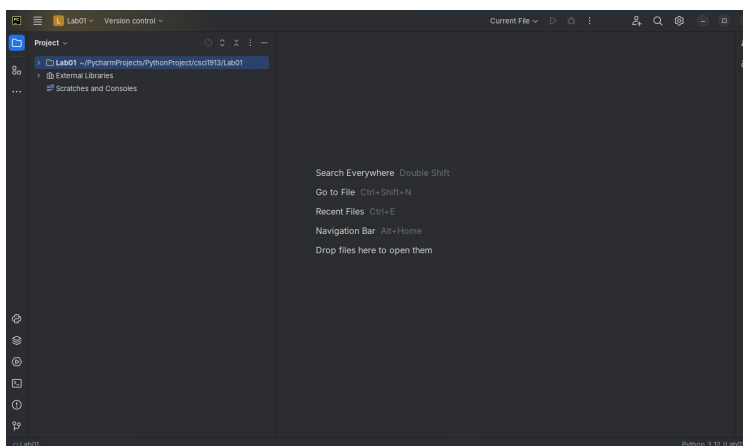 PC L Lab01 Version control Current File
Project
Lab01 ~/PycharmProjects/PythonProject/csci1913/Lab01
External Libraries
Scratches and Consoles
Search Everywhere Double Shift
Go to File Ctrl+Shift+N
Recent Files Ctrl+E
Navigation Bar Alt+Home
Drop files here to open them
Lab01 Python 3.12 (Lab01